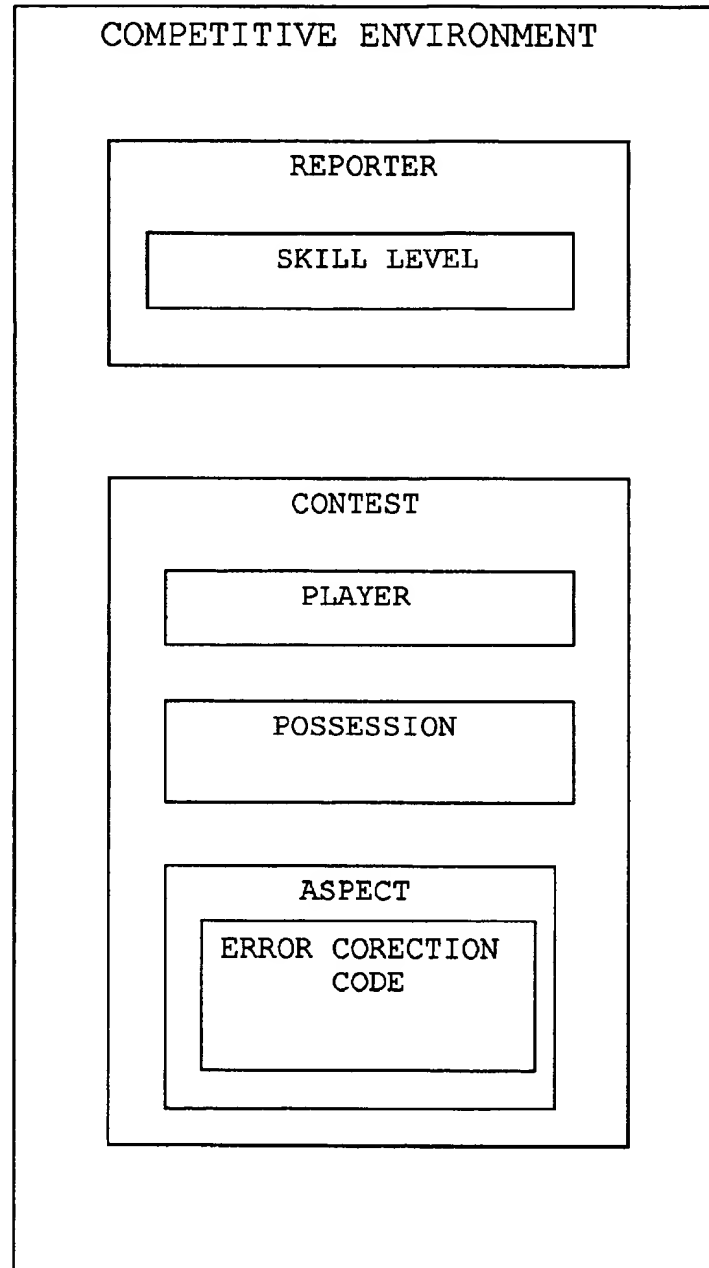 COMPETITIVE ENVIRONMENT
REPORTER
SKILL LEVEL
CONTEST
PLAYER
POSSESSION
ASPECT
ERROR CORECTION
CODE